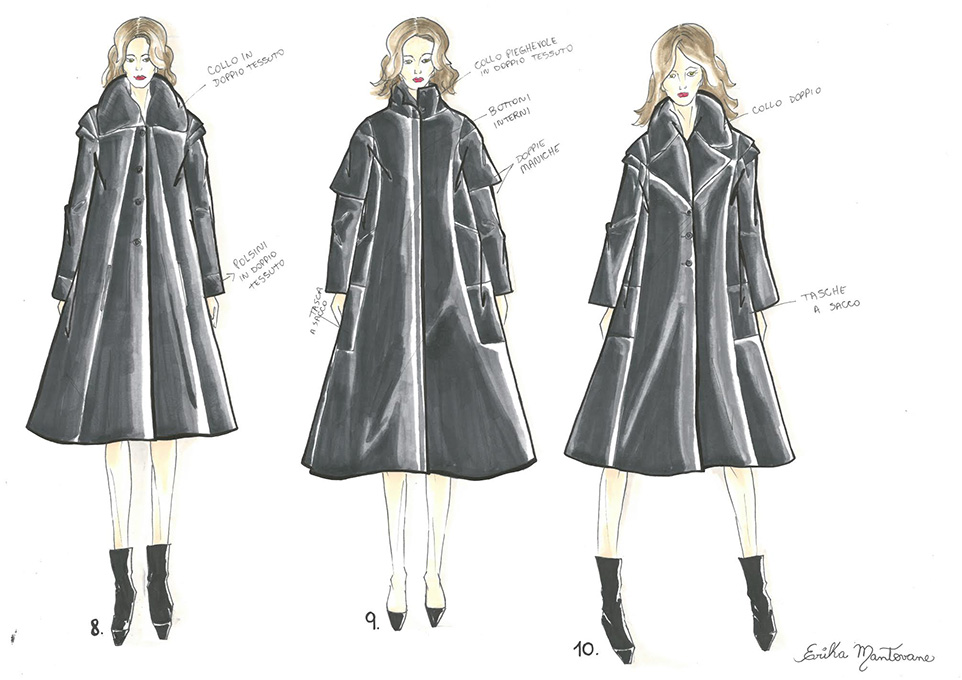 COLLO IN
DOPPIO TESSUTO
POLSINI
IN DOPPIO
TESSUTO
8.
COLLO PIEGHEVOLE
IN DOPPIO TESSUTO
BOTTONI
INTERNI
DOPPIE
MANICHE
TASCA
A SACCO
9.
COLLO DOPPIO
TASCHE
A SACCO
10.
Erika Mantovane